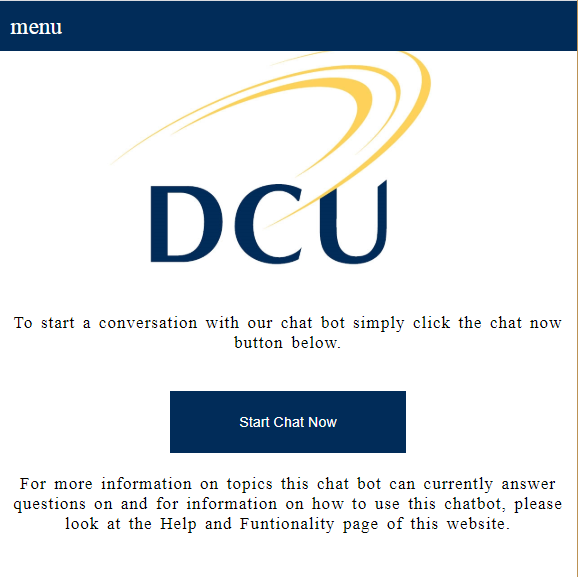 menu
DCU
To start a conversation with our chat bot simply click the chat now
button below.
Start Chat Now
For more information on topics this chat bot can currently answer
questions on and for information on how to use this chatbot, please
look at the Help and Funtionality page of this website.